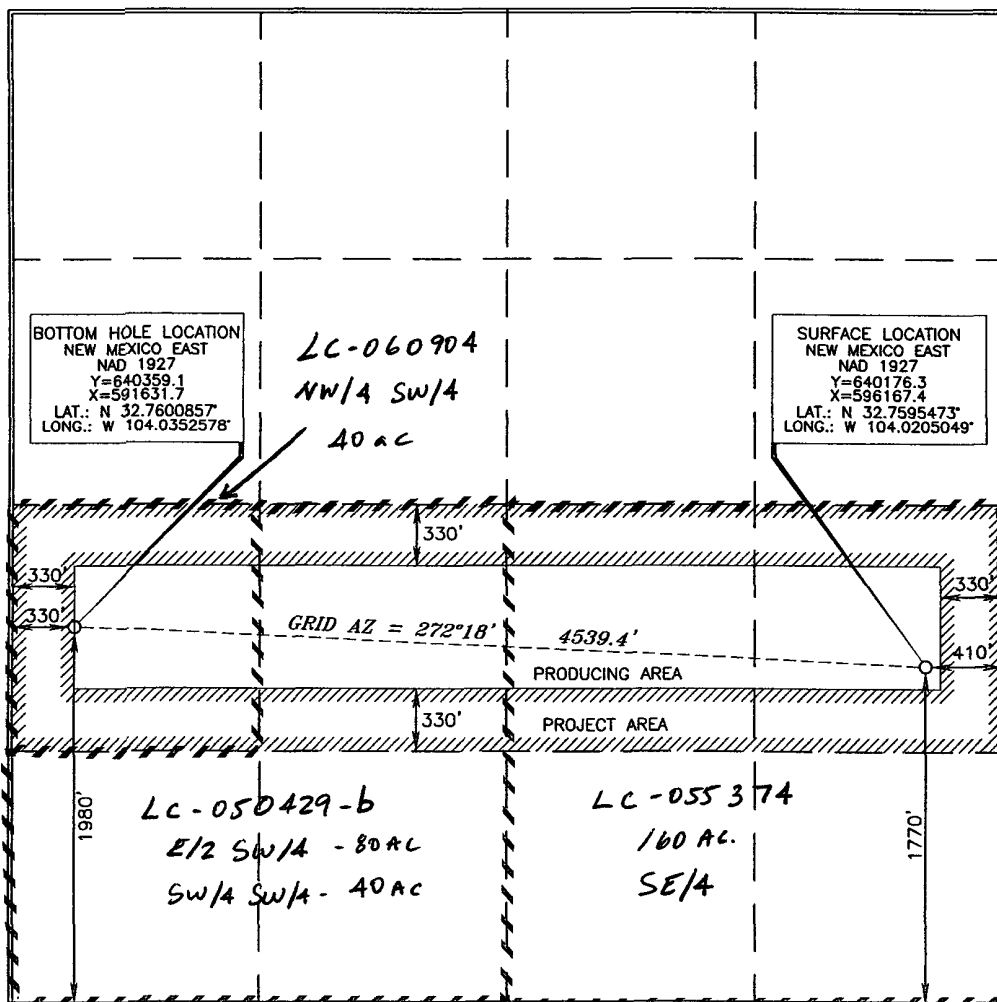 BOTTOM HOLE LOCATION
NEW MEXICO EAST
NAD 1927
Y=640359.1
X=591631.7
LAT.: N 32.7600857°
LONG.: W 104.0352578°
LC-060904
NW/4 SW/4
40 ac
SURFACE LOCATION
NEW MEXICO EAST
NAD 1927
Y=640176.3
X=596167.4
LAT.: N 32.7595473°
LONG.: W 104.0205049°
330'
330'
330'
330'
GRID AZ = 272°18'
4539.4'
410'
PRODUCING AREA
330'
PROJECT AREA
1980'
1770'
LC-050429-b
E/2 SW/4 - 80 AC
SW/4 SW/4 - 40 AC
LC-055374
160 AC.
SE/4